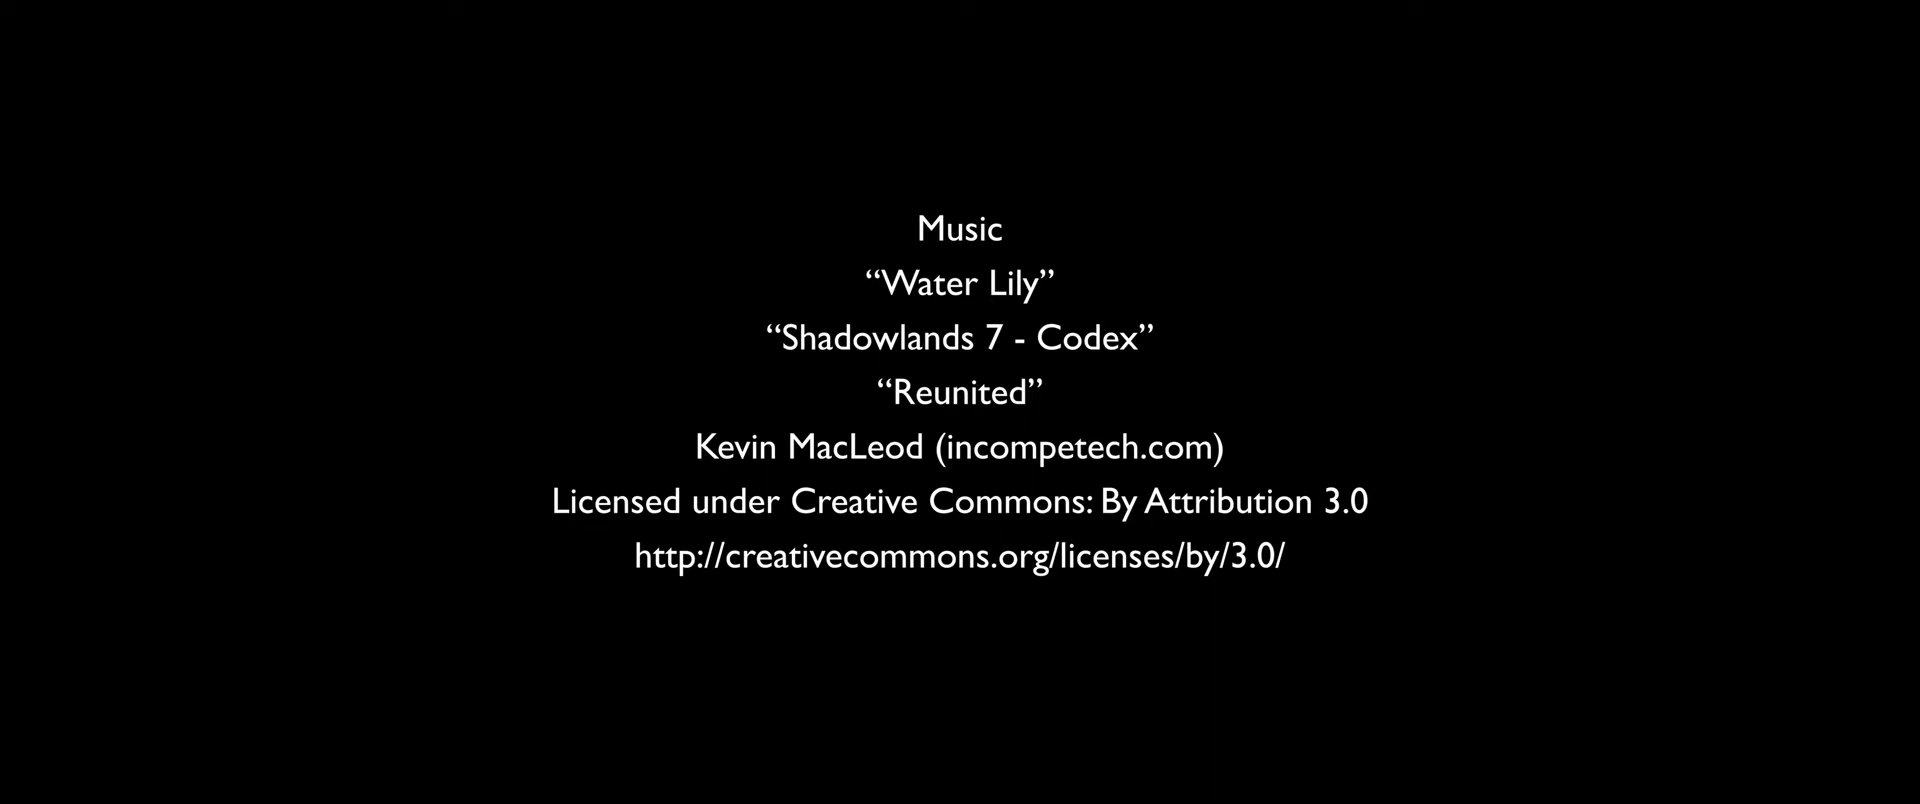 Music
“Water Lily”
“Shadowlands 7 - Codex”
“Reunited”
Kevin MacLeod (incompetech.com)
Licensed under Creative Commons: By Attribution 3.0
http://creativecommons.org/licenses/by/3.0/